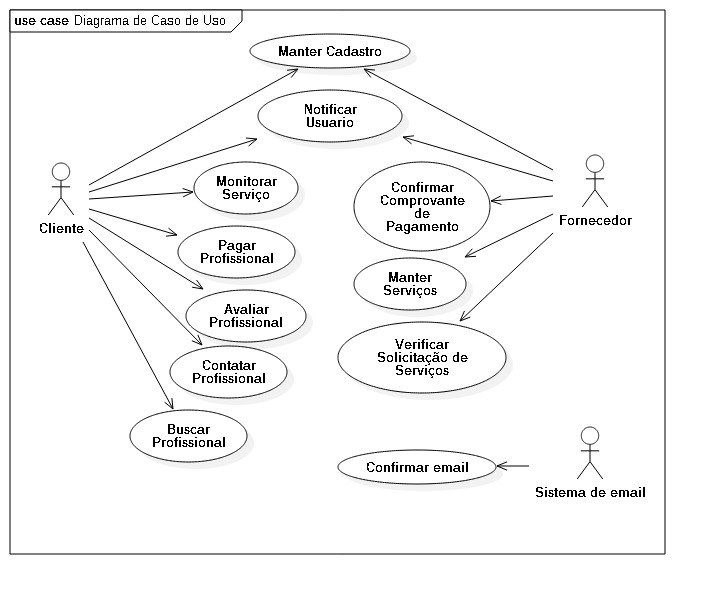 use case Diagrama de Caso de Uso
Manter Cadastro
Notificar
Usuario
Monitorar
Serviço
Confirmar
Comprovante
de
Pagamento
Cliente
Fornecedor
Pagar
Profissional
Manter
Serviços
Avaliar
Profissional
Verificar
Solicitação de
Serviços
Contatar
Profissional
Buscar
Profissional
Confirmar email
Sistema de email